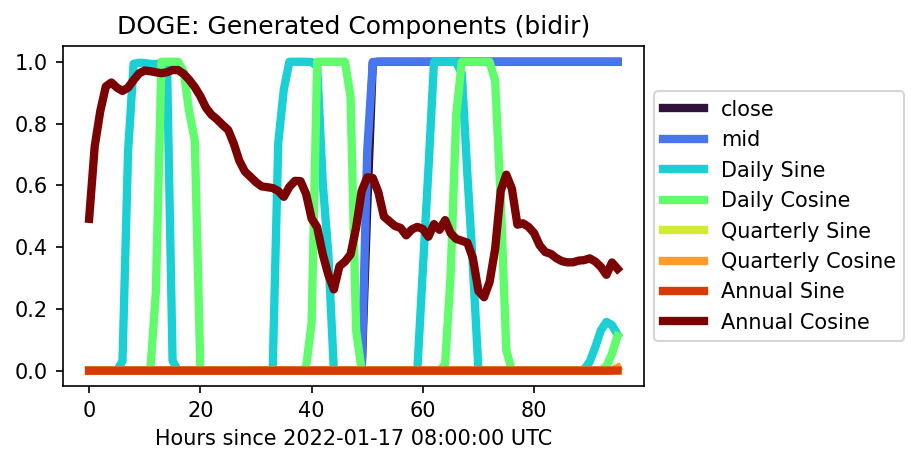 DOGE: Generated Components (bidir)
1.0
0.8
0.6
0.4
0.2
0.0
0 20 40 60 80
Hours since 2022-01-17 08:00:00 UTC
close
mid
Daily Sine
Daily Cosine
Quarterly Sine
Quarterly Cosine
Annual Sine
Annual Cosine